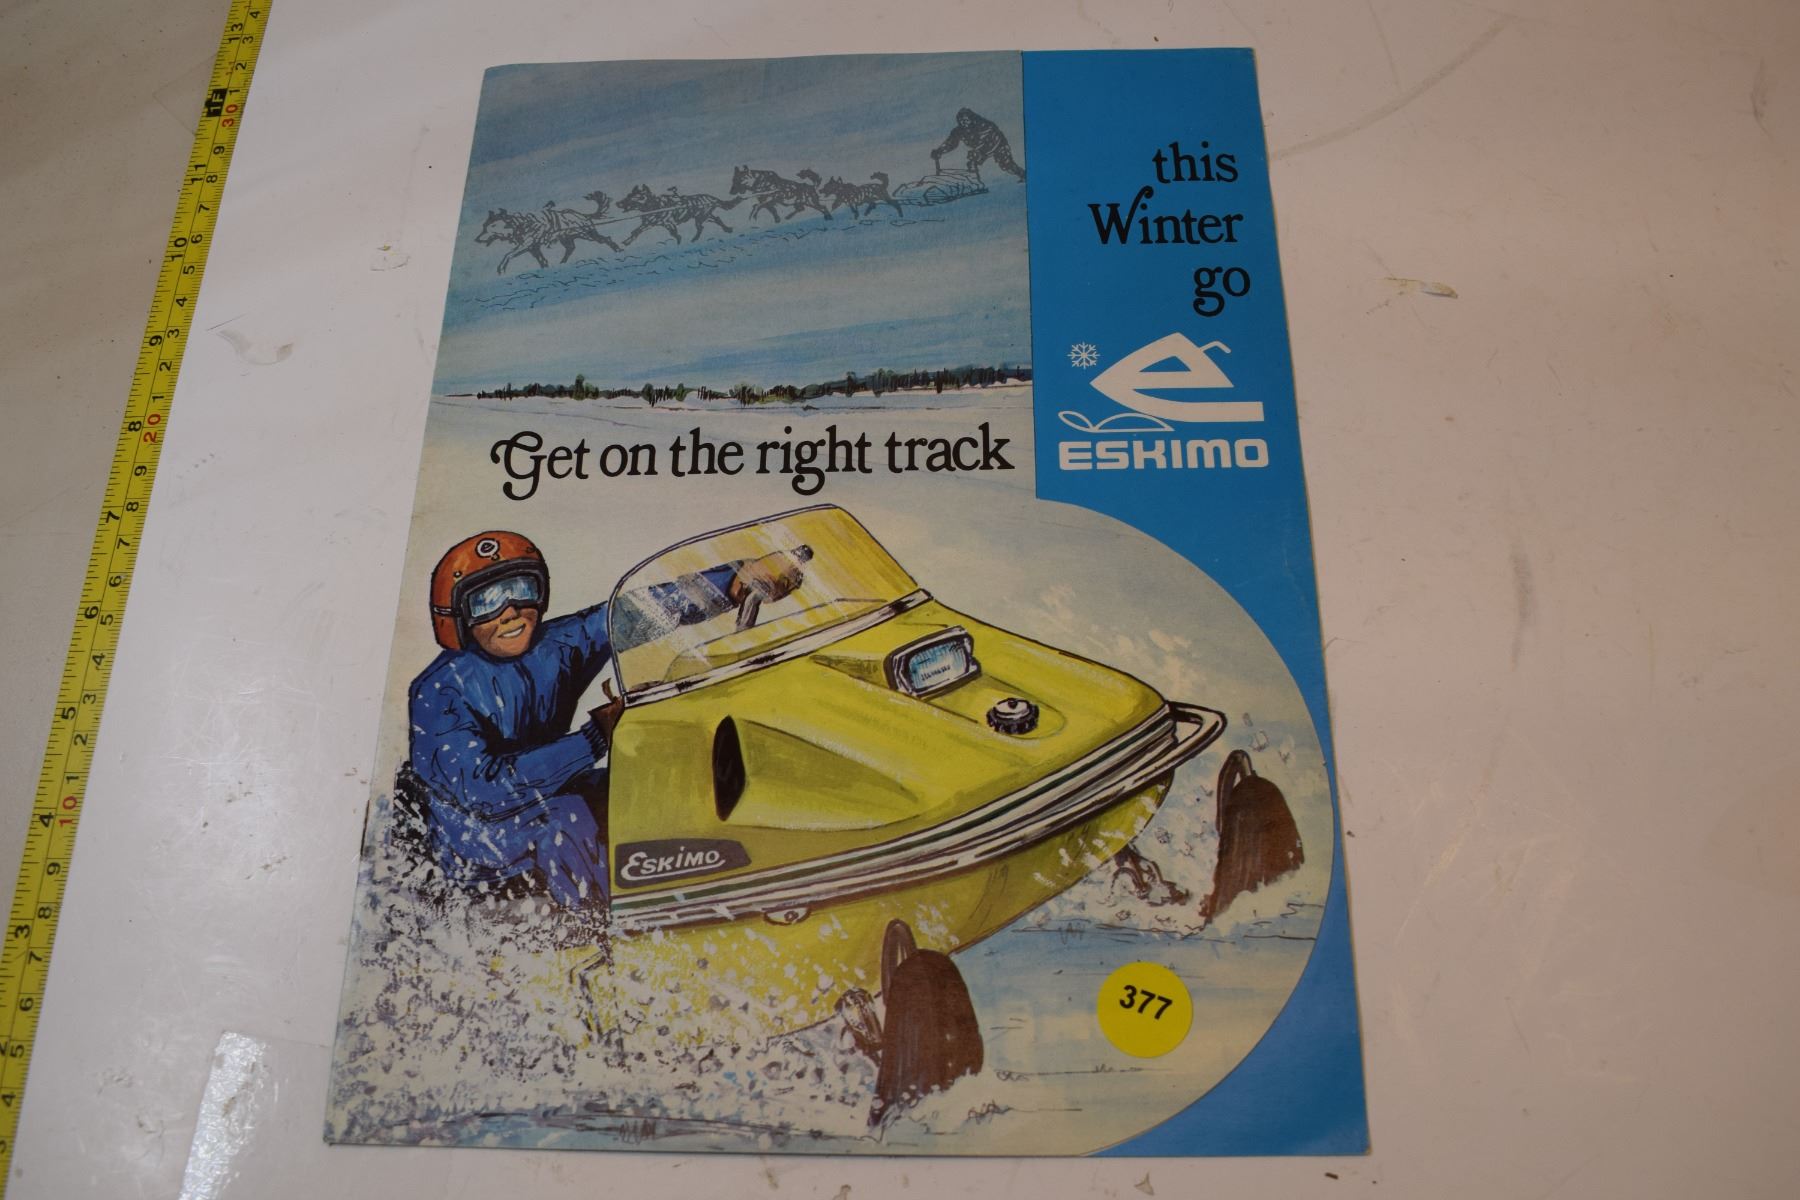 this
Winter
go
ESKIMO
Get on the right track
ESKIMO
377